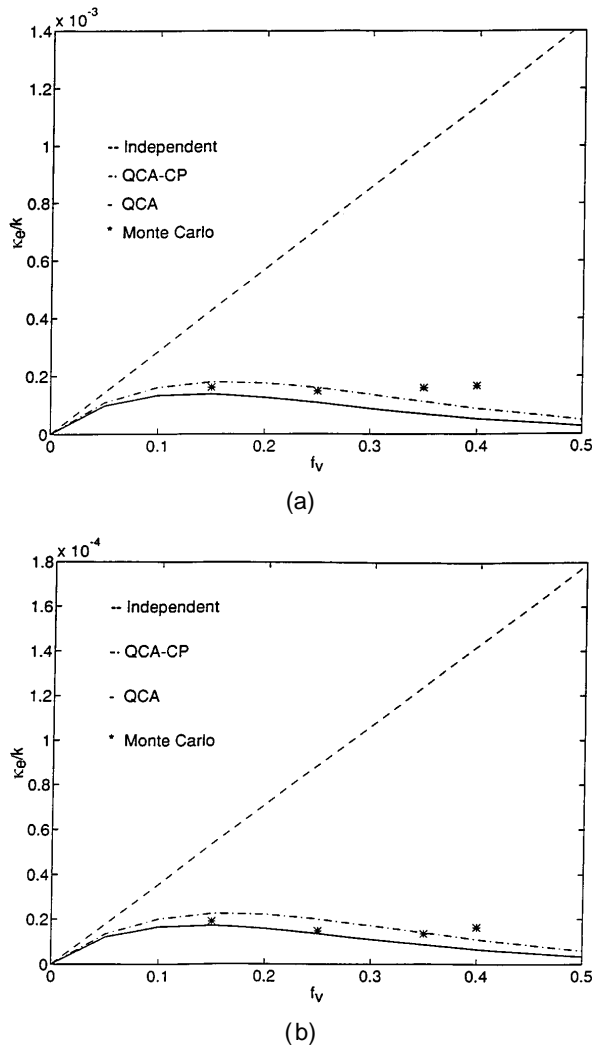 x 10⁻³
1.4
1.2
1
0.8
0.6
0.4
0.2
0
κe/k
-- Independent
-·- QCA-CP
- QCA
* Monte Carlo
0 0.1 0.2 0.3 0.4 0.5
fv
(a)
x 10⁻⁴
1.8
1.6
1.4
1.2
1
0.8
0.6
0.4
0.2
0
κe/k
-- Independent
-·- QCA-CP
- QCA
* Monte Carlo
0 0.1 0.2 0.3 0.4 0.5
fv
(b)